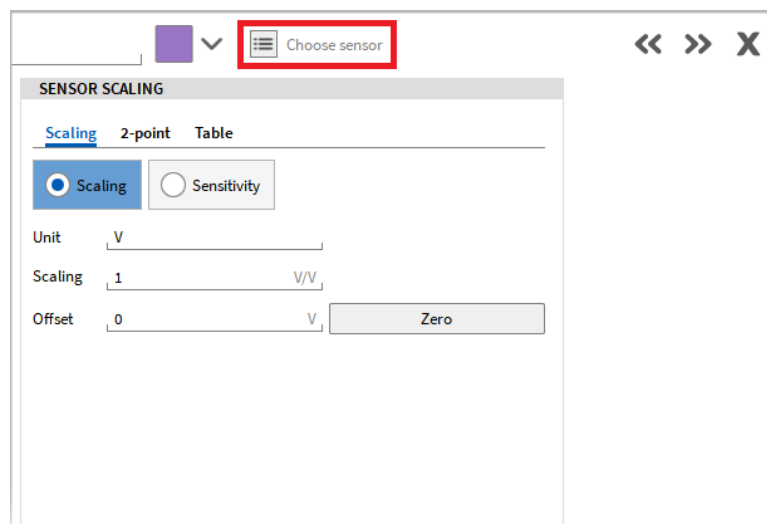 Choose sensor
SENSOR SCALING
Scaling 2-point Table
Scaling Sensitivity
Unit V
Scaling 1 V/V
Offset 0 V Zero